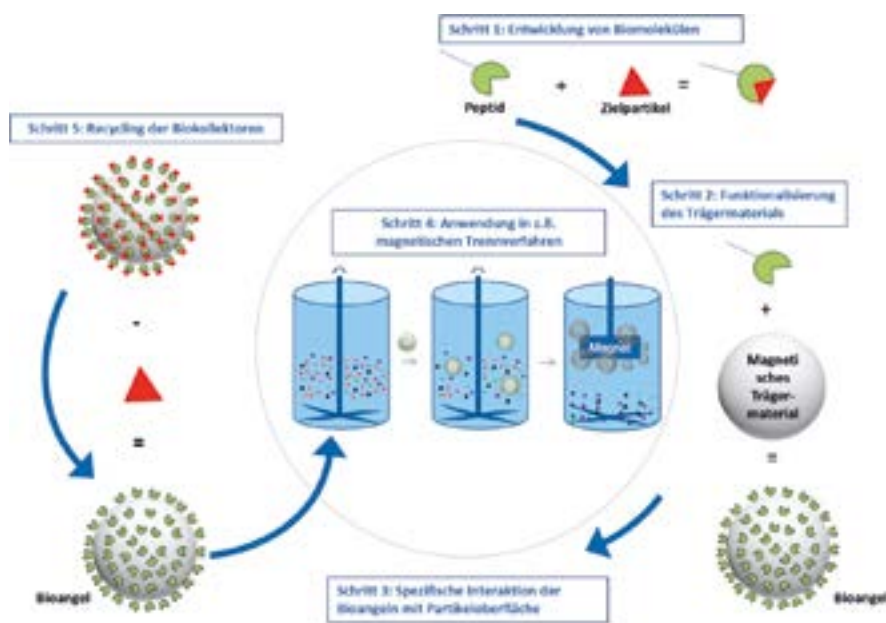 Schritt 1: Entwicklung von Biomolekülen
+
=
Peptid
Zielpartikel
Schritt 2: Funktionalisierung
des Trägermaterials
+
Magneti
sches
Träger-
material
=
Bioangel
Schritt 3: Spezifische Interaktion der
Bioangeln mit Partikeloberfläche
Schritt 4: Anwendung in z.B.
magnetischen Trennverfahren
Magnet
Schritt 5: Recycling der Biokollektoren
-
=
Bioangel